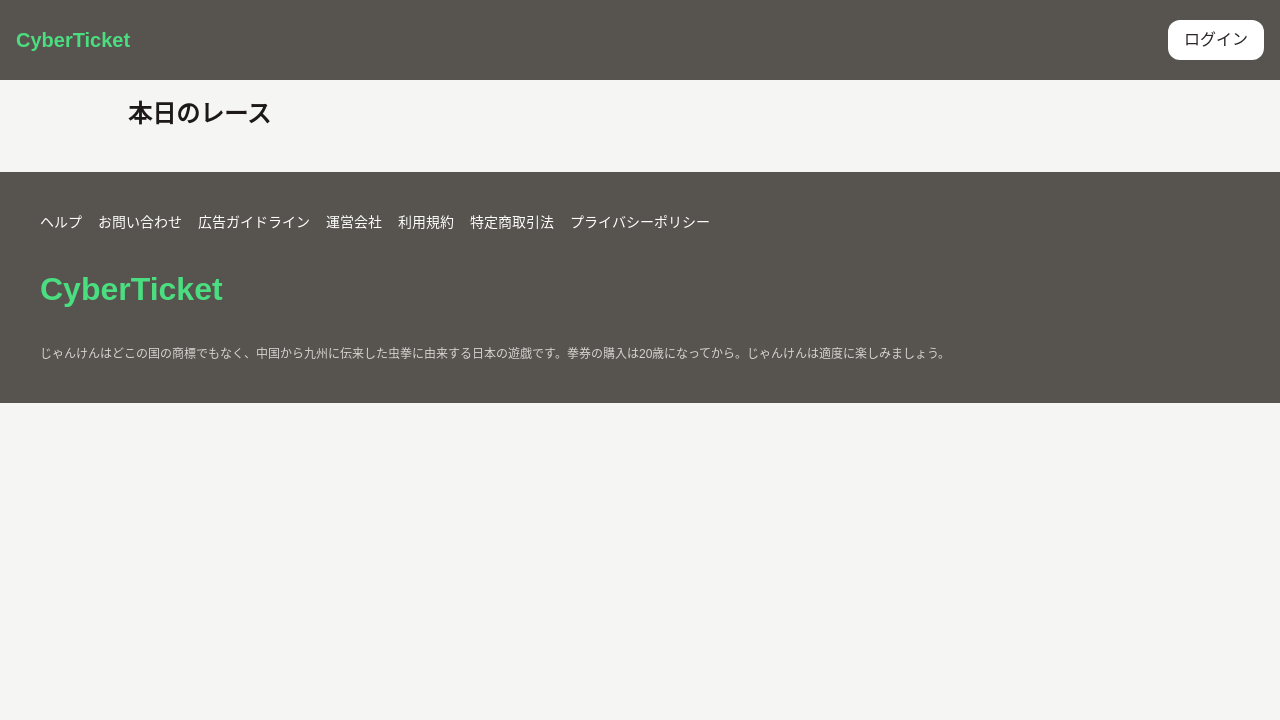 CyberTicket
ログイン
本日のレース
ヘルプ お問い合わせ 広告ガイドライン 運営会社 利用規約 特定商取引法 プライバシーポリシー
CyberTicket
じゃんけんはどこの国の商標でもなく、中国から九州に伝来した虫拳に由来する日本の遊戯です。拳券の購入は20歳になってから。じゃんけんは適度に楽しみましょう。